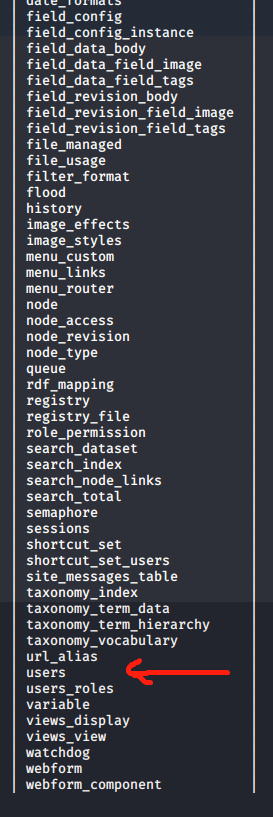 date_formats
field_config
field_config_instance
field_data_body
field_data_field_image
field_data_field_tags
field_revision_body
field_revision_field_image
field_revision_field_tags
file_managed
file_usage
filter_format
flood
history
image_effects
image_styles
menu_custom
menu_links
menu_router
node
node_access
node_revision
node_type
queue
rdf_mapping
registry
registry_file
role_permission
search_dataset
search_index
search_node_links
search_total
semaphore
sessions
shortcut_set
shortcut_set_users
site_messages_table
taxonomy_index
taxonomy_term_data
taxonomy_term_hierarchy
taxonomy_vocabulary
url_alias
users
users_roles
variable
views_display
views_view
watchdog
webform
webform_component